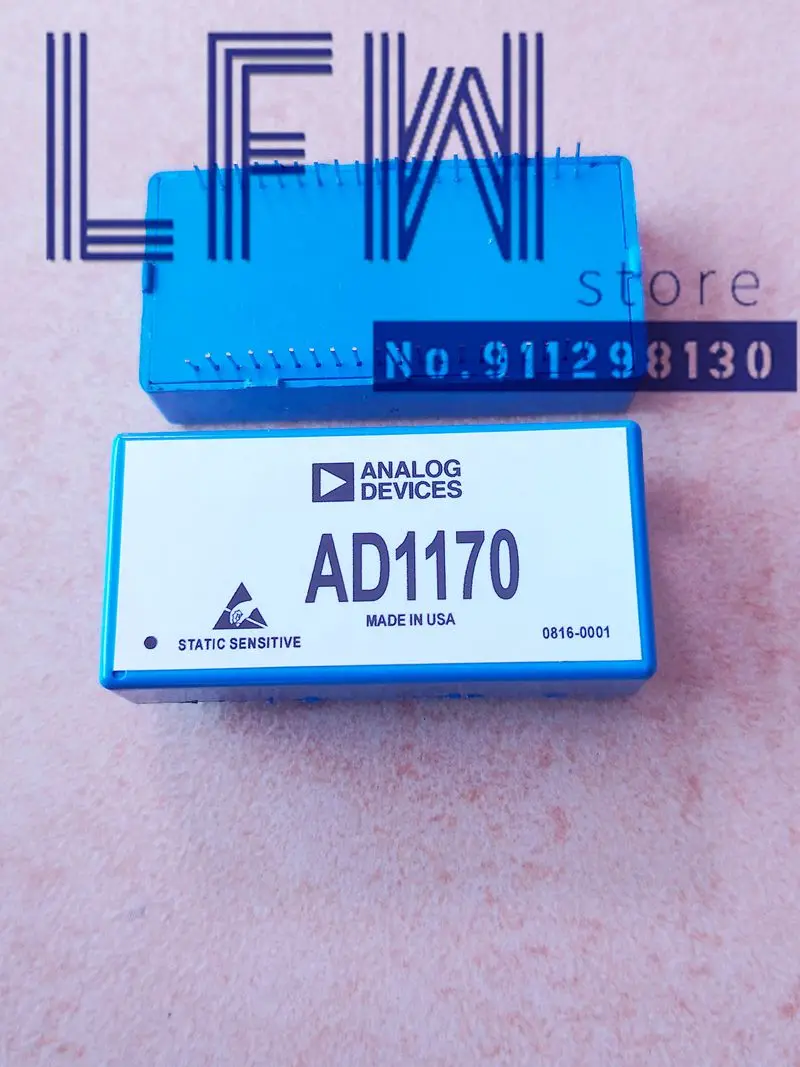 LFW
store
No.911298130
ANALOG
DEVICES
AD1170
MADE IN USA
STATIC SENSITIVE
0816-0001